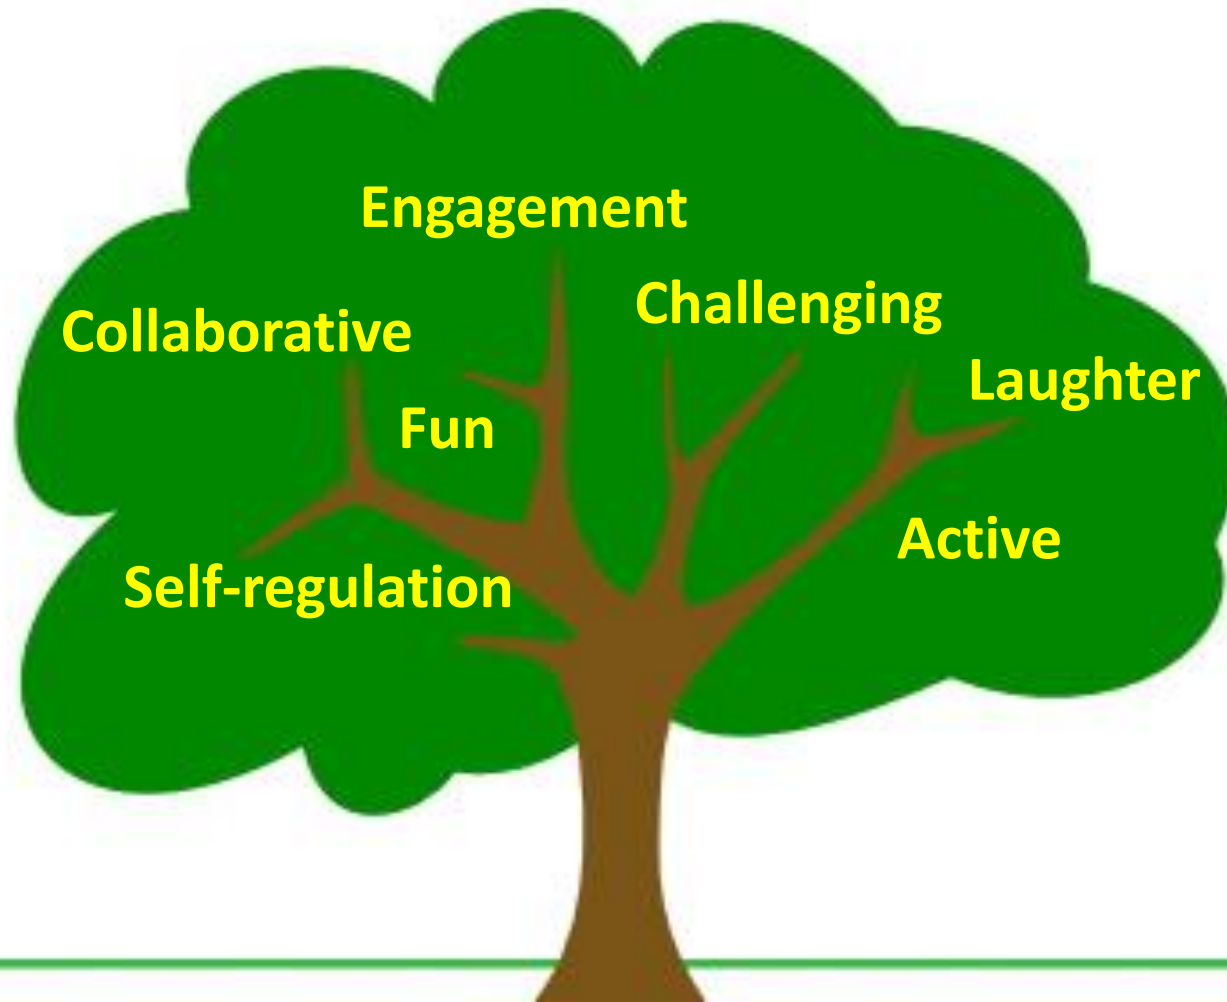 Engagement
Challenging
Collaborative
Laughter
Fun
Active
Self-regulation